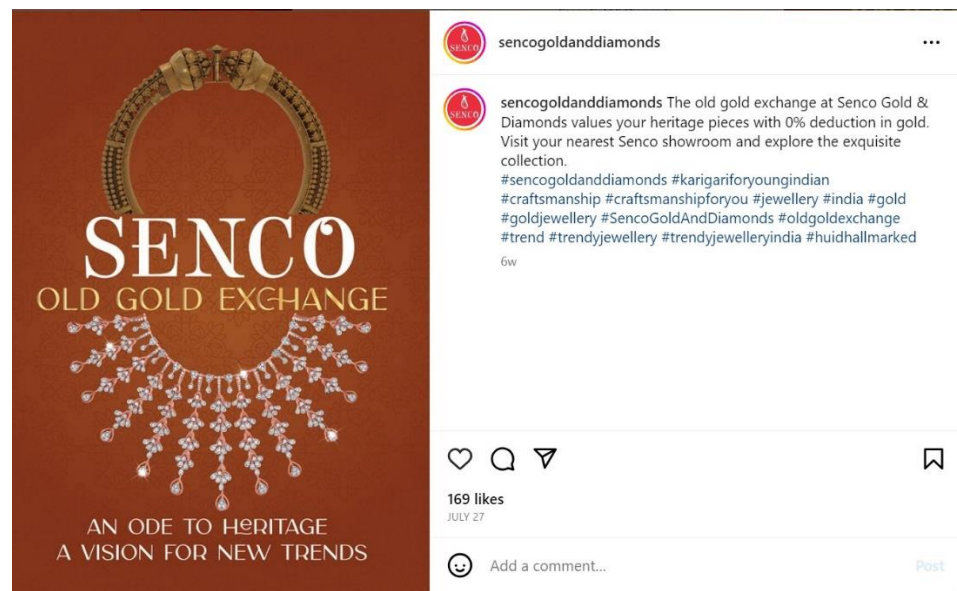 SENCO
OLD GOLD EXCHANGE
AN ODE TO HERITAGE
A VISION FOR NEW TRENDS
SENCO
sencogoldanddiamonds
SENCO
sencogoldanddiamonds The old gold exchange at Senco Gold &
Diamonds values your heritage pieces with 0% deduction in gold.
Visit your nearest Senco showroom and explore the exquisite
collection.
#sencogoldanddiamonds #karigariforyoungindian
#craftsmanship #craftsmanshipforyou #jewellery #india #gold
#goldjewellery #SencoGoldAndDiamonds #oldgoldexchange
#trend #trendyjewellery #trendyjewelleryindia #huidhallmarked
6w
169 likes
JULY 27
Add a comment...
Post